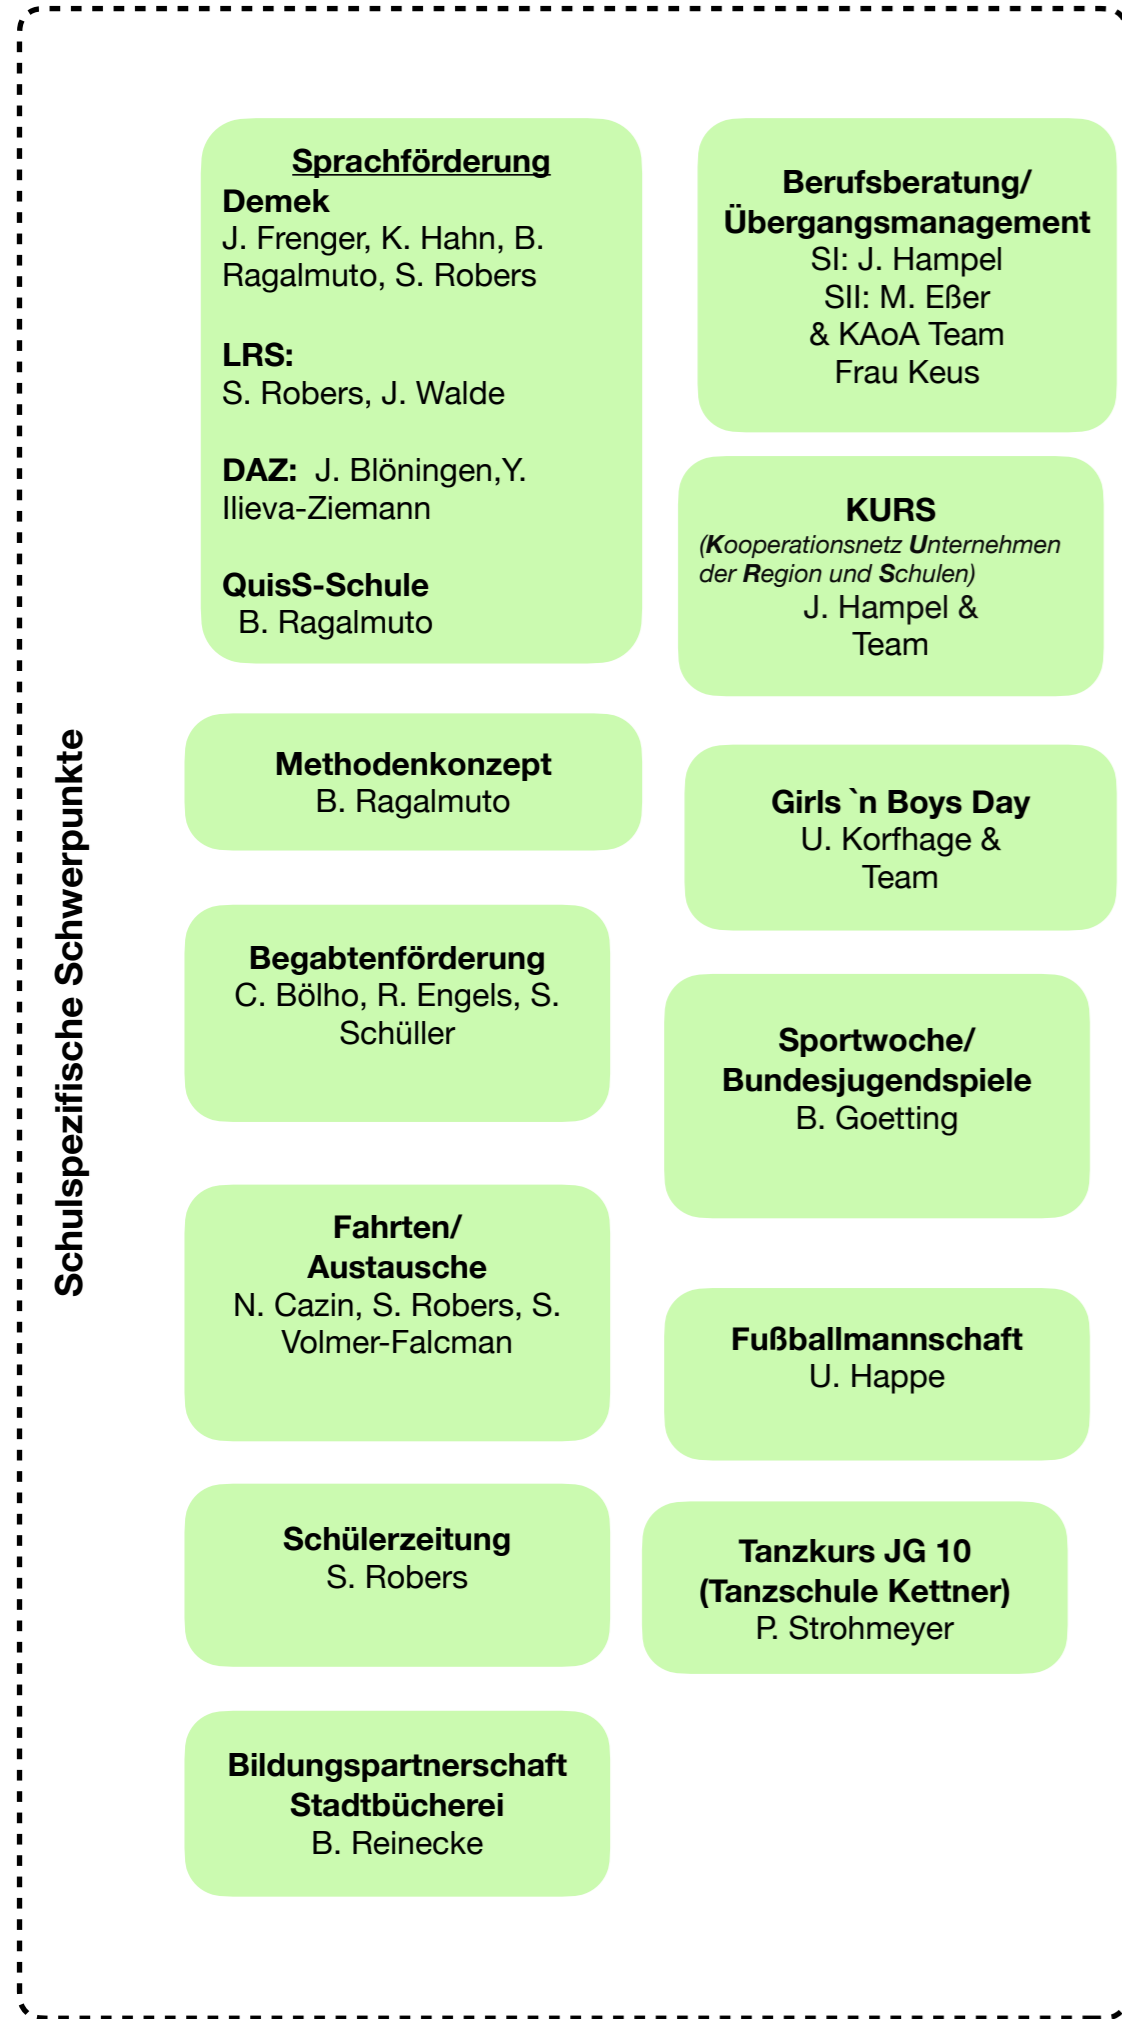 Schulspezifische Schwerpunkte
Sprachförderung
Demek
J. Frenger, K. Hahn, B.
Ragalmuto, S. Robers
LRS:
S. Robers, J. Walde
DAZ: J. Blöningen,Y.
Ilieva-Ziemann
QuisS-Schule
B. Ragalmuto
Methodenkonzept
B. Ragalmuto
Begabtenförderung
C. Bölho, R. Engels, S.
Schüller
Fahrten/
Austausche
N. Cazin, S. Robers, S.
Volmer-Falcman
Schülerzeitung
S. Robers
Bildungspartnerschaft
Stadtbücherei
B. Reinecke
Berufsberatung/
Übergangsmanagement
SI: J. Hampel
SII: M. Eßer
& KAoA Team
Frau Keus
KURS
(Kooperationsnetz Unternehmen
der Region und Schulen)
J. Hampel &
Team
Girls `n Boys Day
U. Korfhage &
Team
Sportwoche/
Bundesjugendspiele
B. Goetting
Fußballmannschaft
U. Happe
Tanzkurs JG 10
(Tanzschule Kettner)
P. Strohmeyer